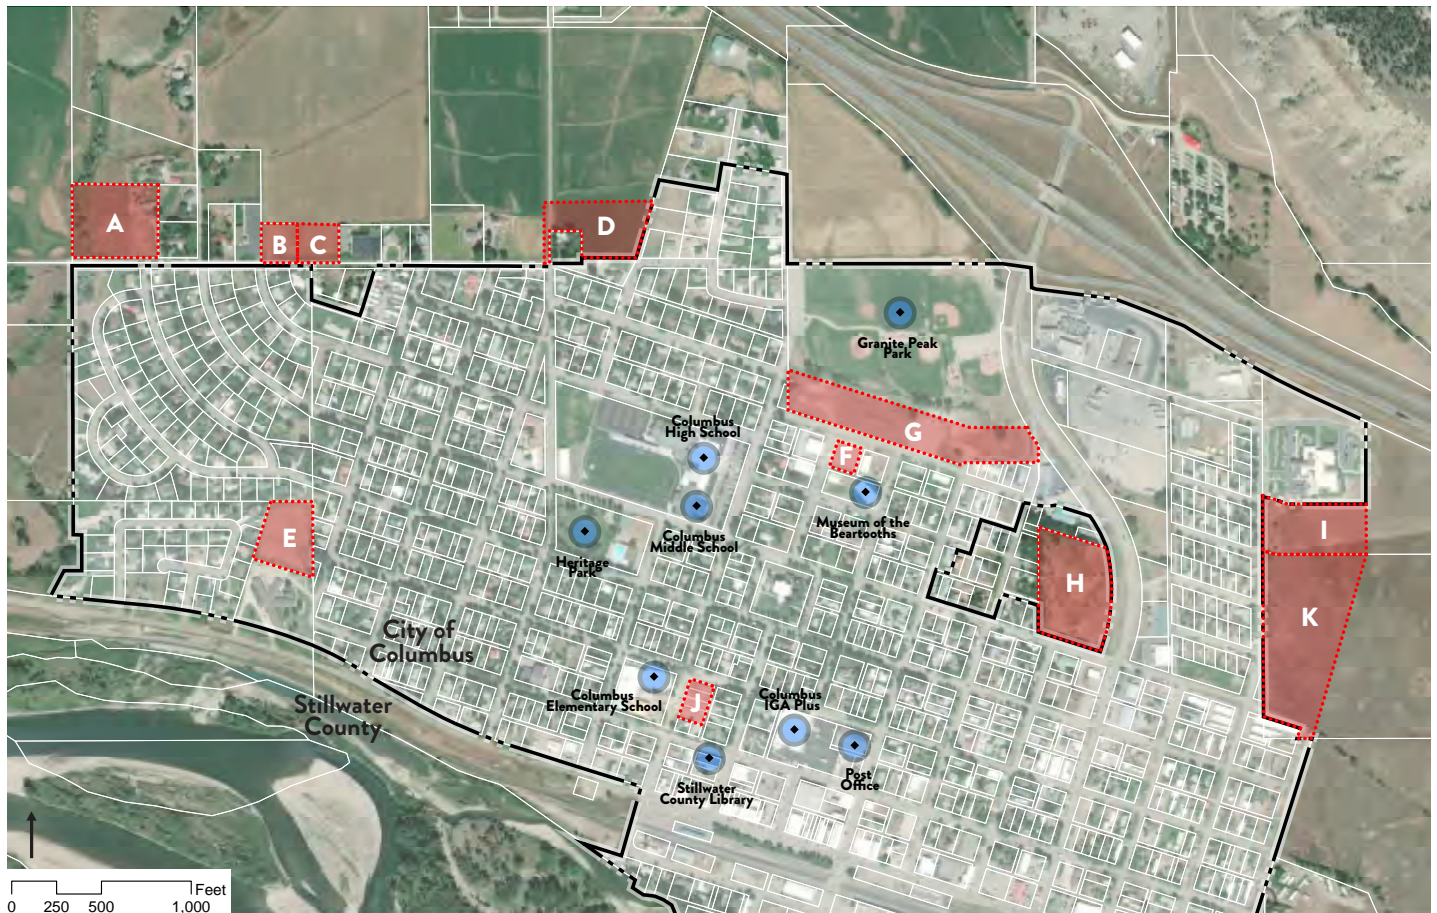 A
B
C
D
Granite Peak
Park
Columbus
High School
G
F
Museum of the
Beartooths
Columbus
Middle School
Heritage
Park
E
I
H
K
City of
Columbus
Stillwater
County
Columbus
Elementary School
J
Columbus
IGA Plus
Post
Office
Stillwater
County Library
Feet
0 250 500 1,000